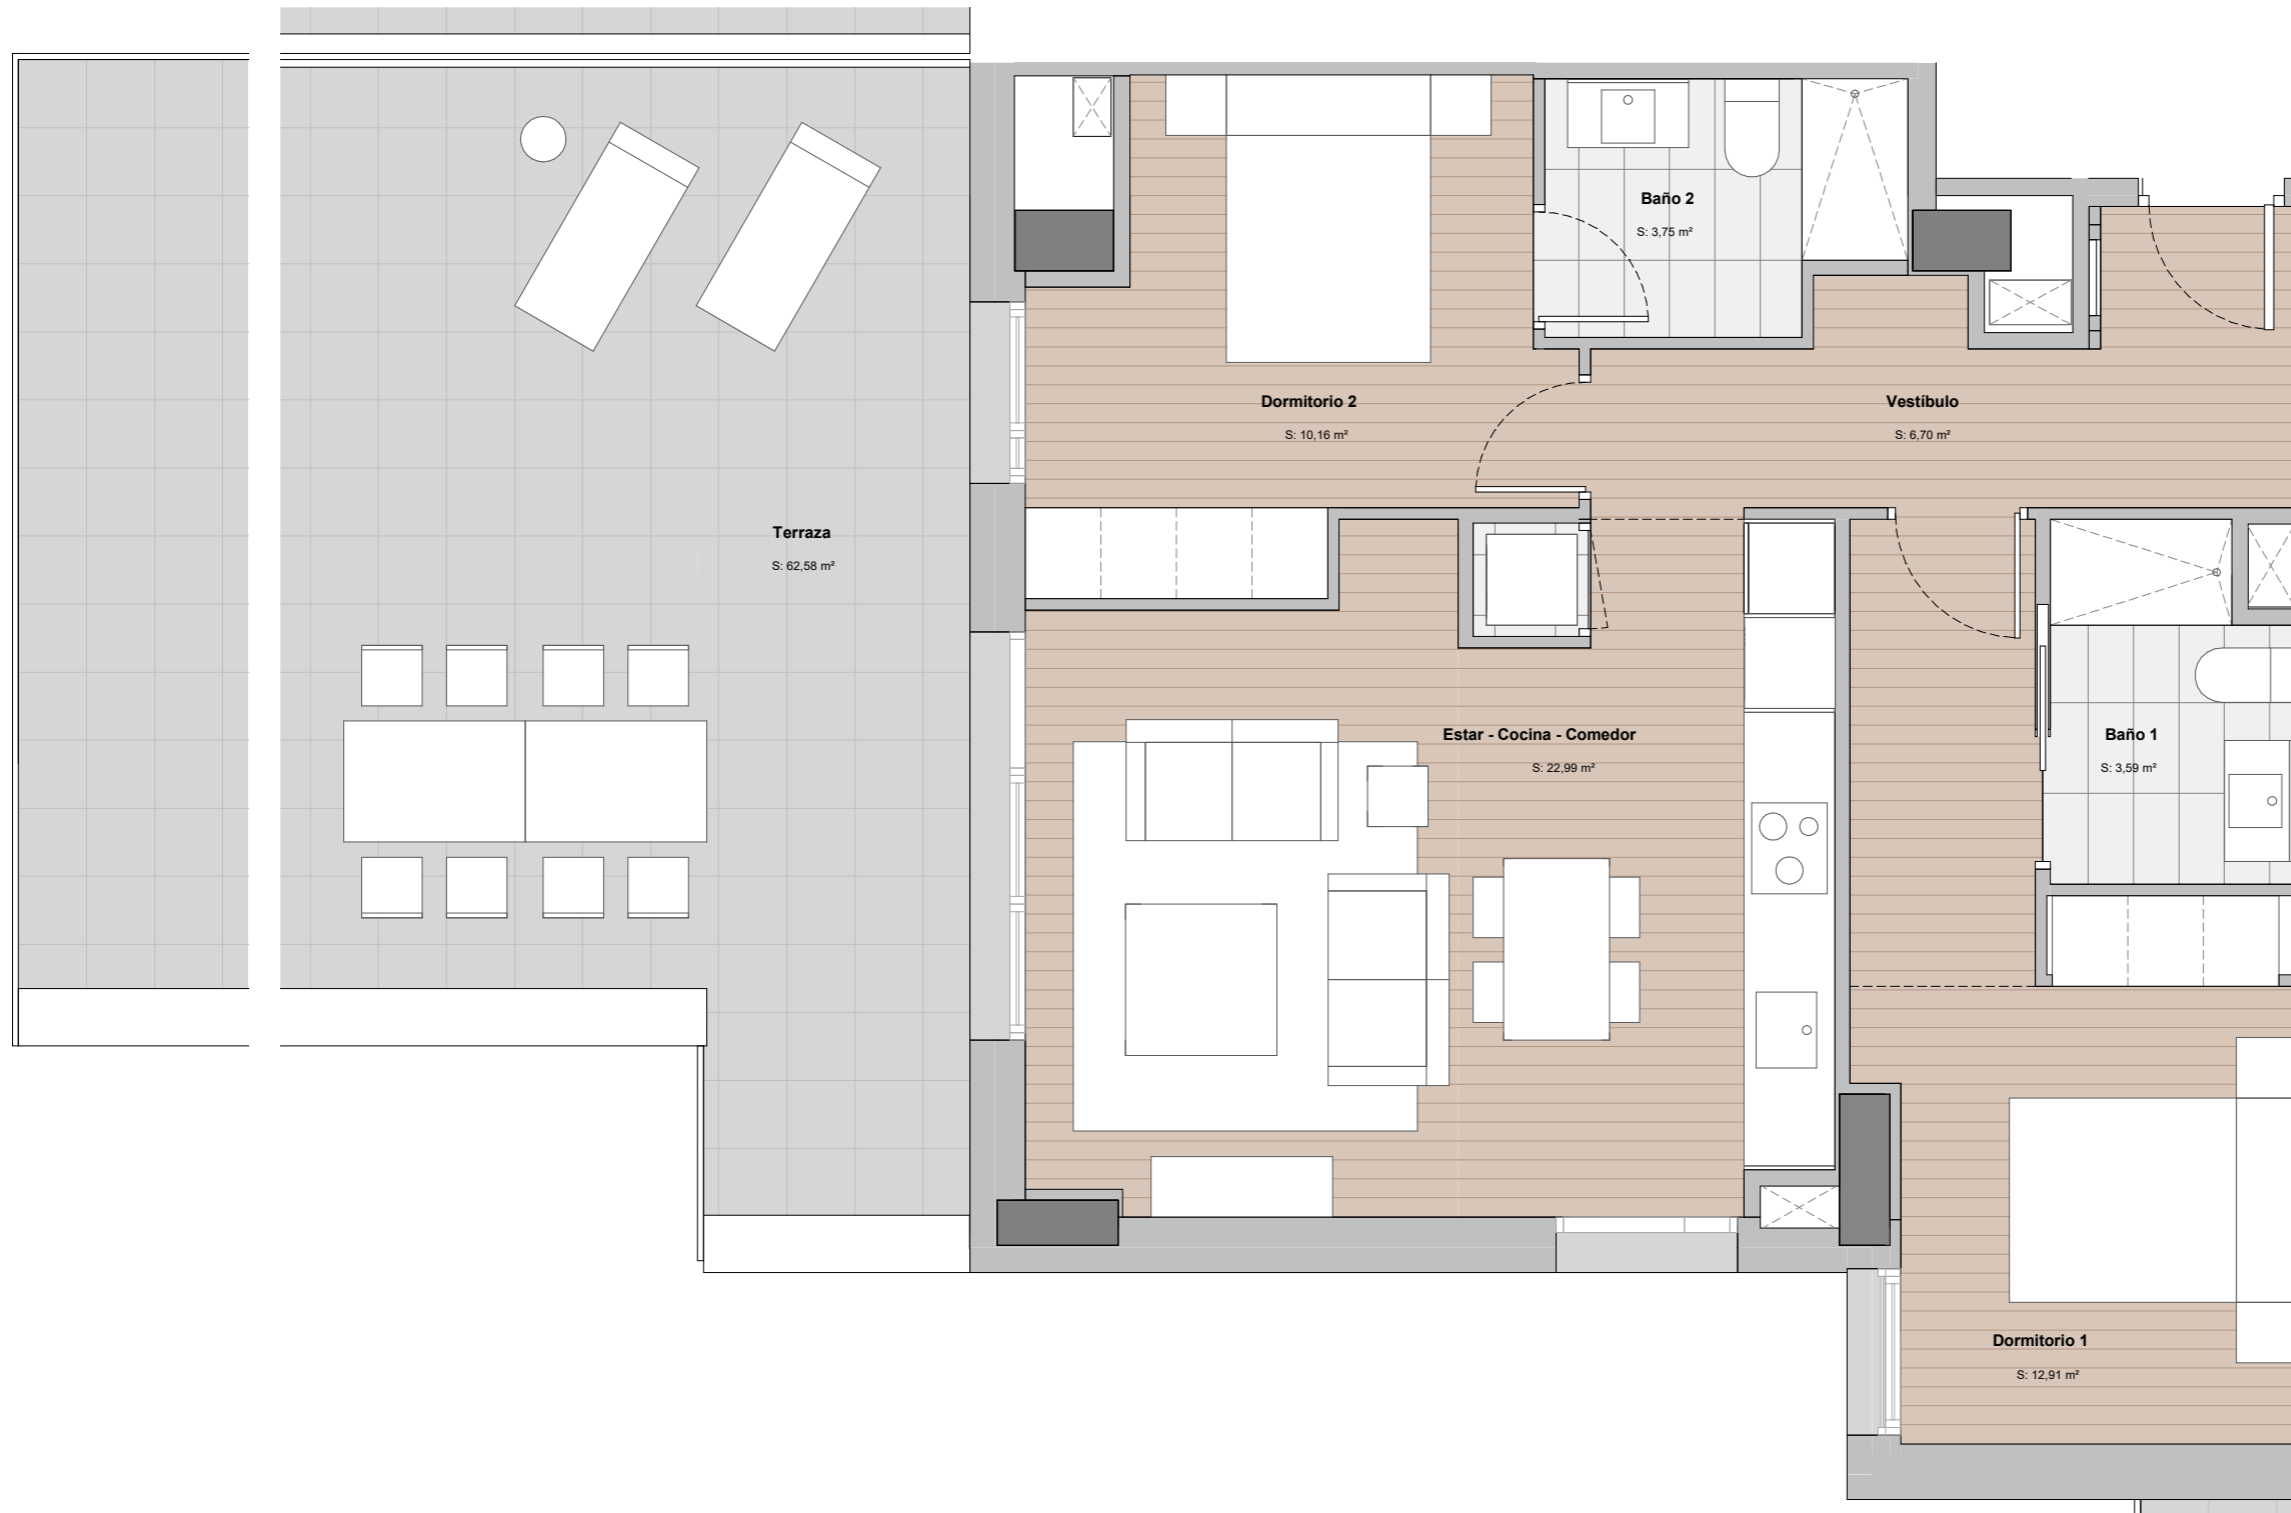 Baño 2
S: 3,75 m²
Dormitorio 2
S: 10,16 m²
Vestíbulo
S: 6,70 m²
Terraza
S: 62,58 m²
Estar - Cocina - Comedor
S: 22,99 m²
Baño 1
S: 3,59 m²
Dormitorio 1
S: 12,91 m²